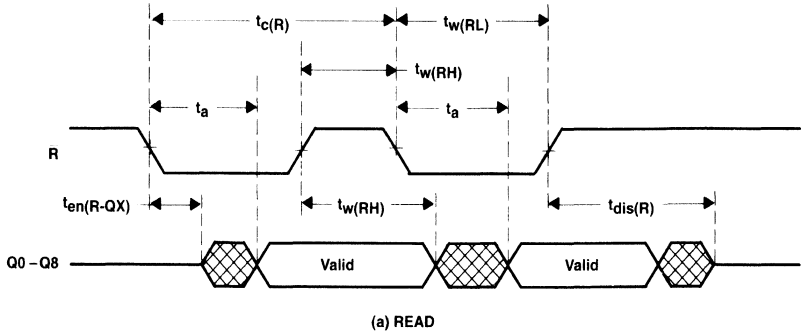 tc(R) tw(RL)
tw(RH)
ta ta
R
ten(R-QX) tw(RH) tdis(R)
Q0–Q8 Valid Valid
(a) READ